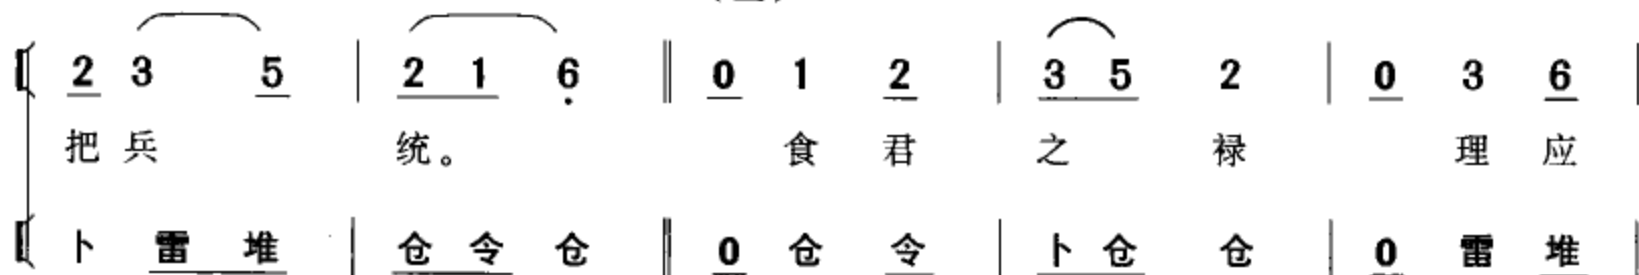 2 3 5 | 2 1 6 ‖ 0 1 2 | 3 5 2 | 0 3 6 |
把 兵 统。 食 君 之 禄 理 应
卜 雷 堆 | 仓 令 仓 ‖ 0 仓 令 | 卜 仓 仓 | 0 雷 堆 |